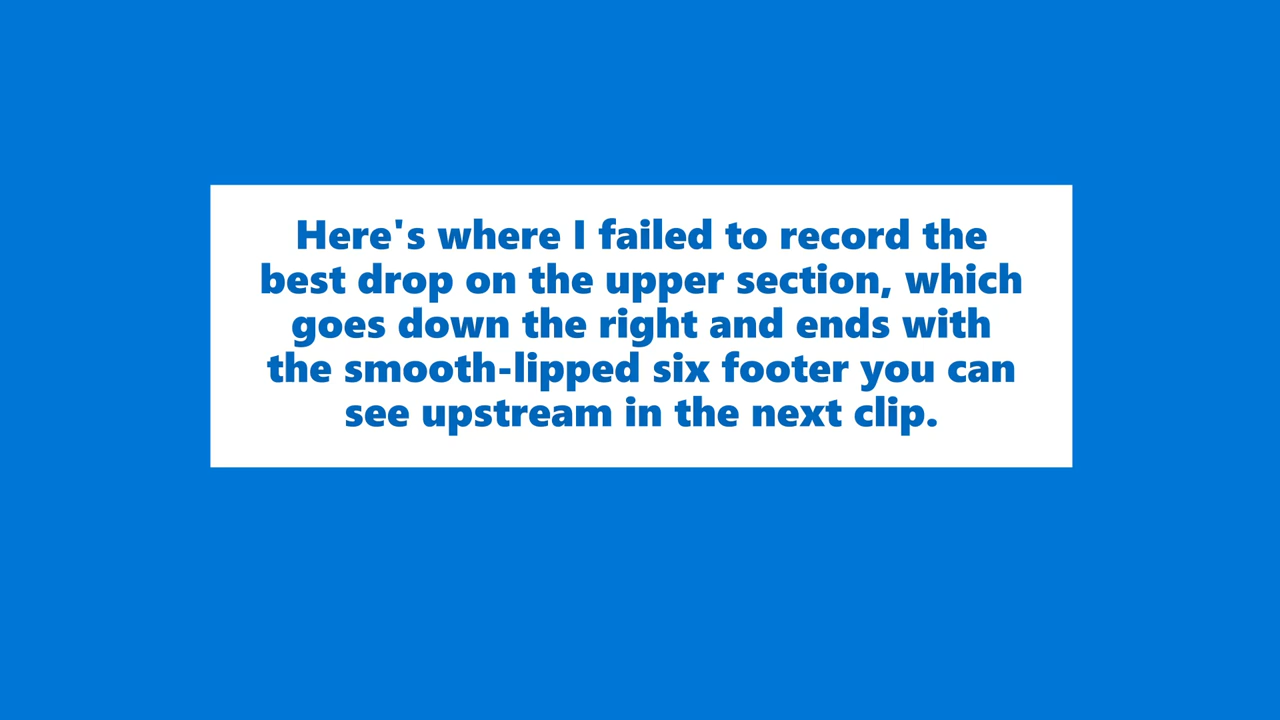 Here's where I failed to record the
best drop on the upper section, which
goes down the right and ends with
the smooth-lipped six footer you can
see upstream in the next clip.